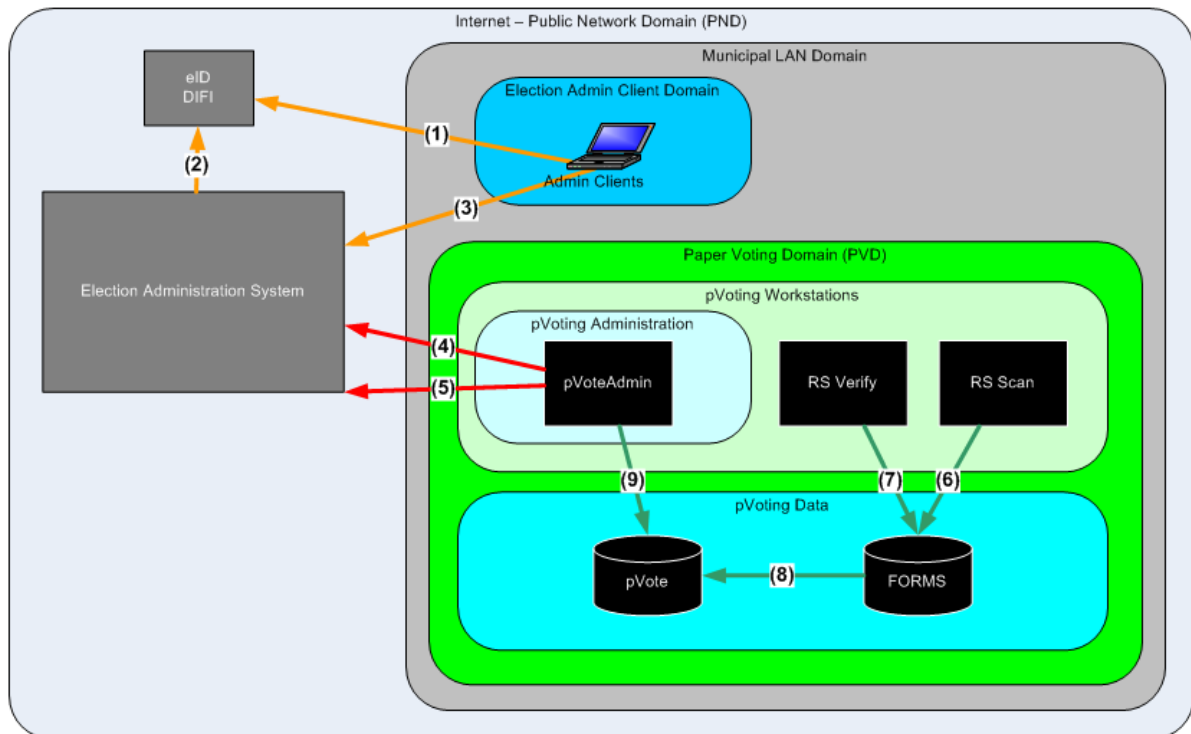 Internet – Public Network Domain (PND)
Municipal LAN Domain
eID
DIFI
Election Admin Client Domain
(1)
(2)
Admin Clients
(3)
Paper Voting Domain (PVD)
Election Administration System
pVoting Workstations
pVoting Administration
(4)
(5)
pVoteAdmin
RS Verify
RS Scan
(9)
(7)
(6)
pVoting Data
pVote
(8)
FORMS